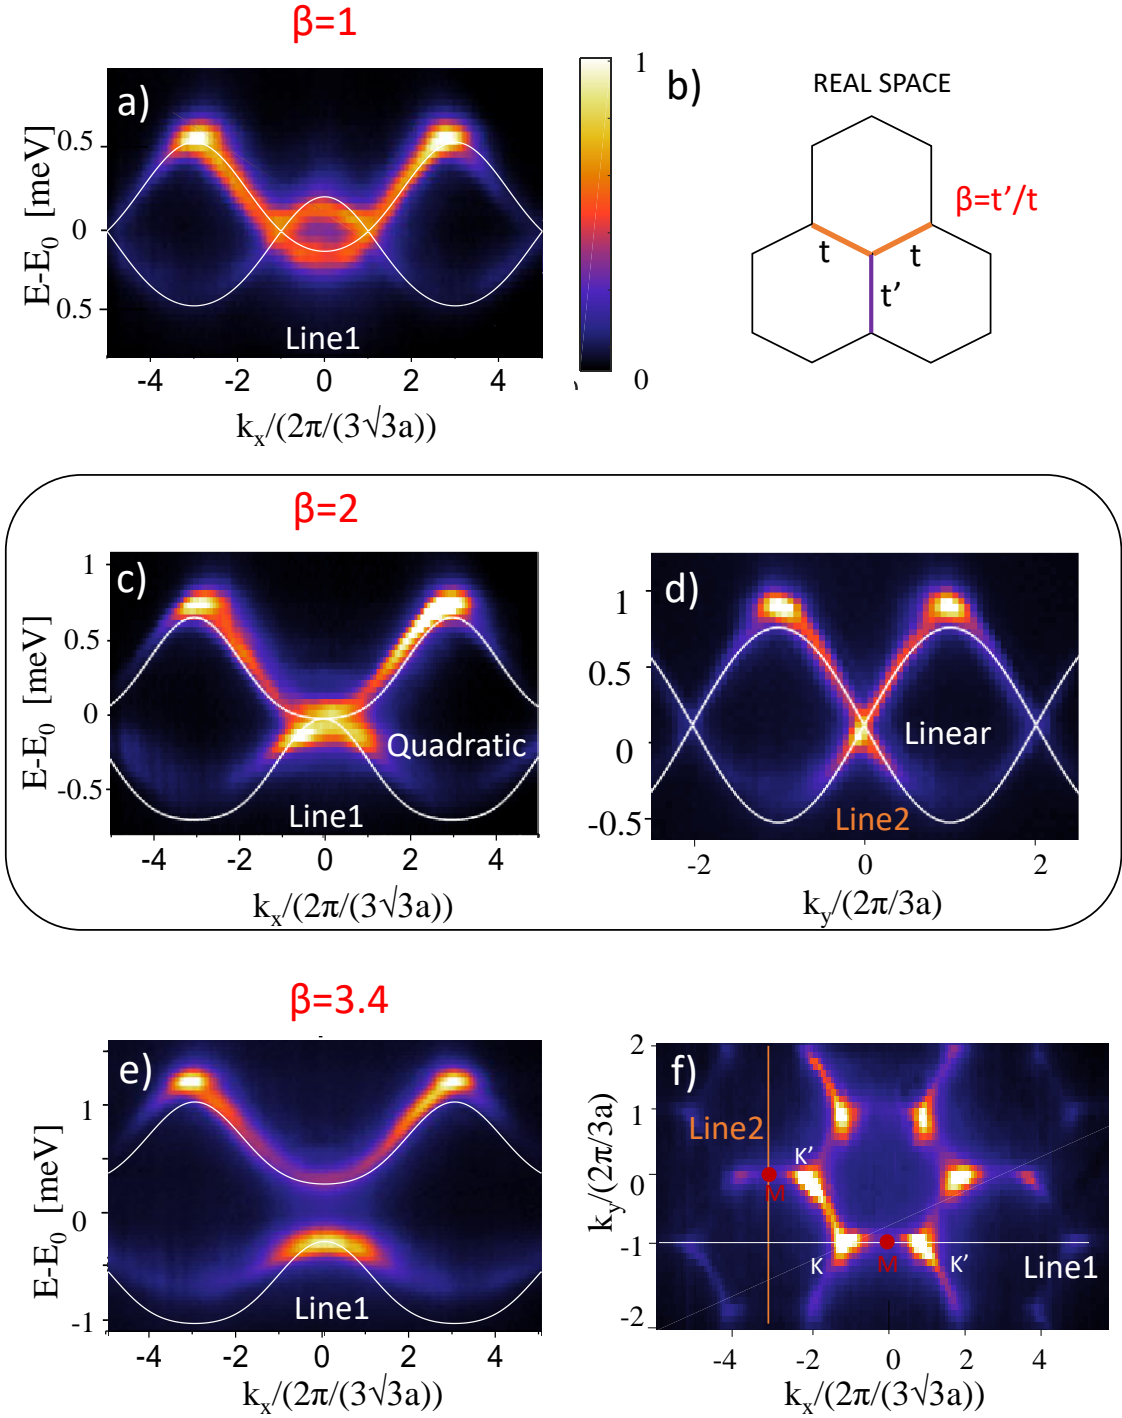 β=1
a)
E-E₀ [meV]
0.5
0
0.5
Line1
-4 -2 0 2 4
kₓ/(2π/(3√3a))
1
0
b)
REAL SPACE
β=t'/t
t t
t'
β=2
c)
E-E₀ [meV]
1
0.5
0
-0.5
Quadratic
Line1
-4 -2 0 2 4
kₓ/(2π/(3√3a))
d)
1
0.5
0
-0.5
Linear
Line2
-2 0 2
k_y/(2π/3a)
β=3.4
e)
E-E₀ [meV]
1
0
-1
Line1
-4 -2 0 2 4
kₓ/(2π/(3√3a))
f)
k_y/(2π/3a)
2
1
0
-1
-2
Line2
K'
M
K M K'
Line1
-4 -2 0 2 4
kₓ/(2π/(3√3a))